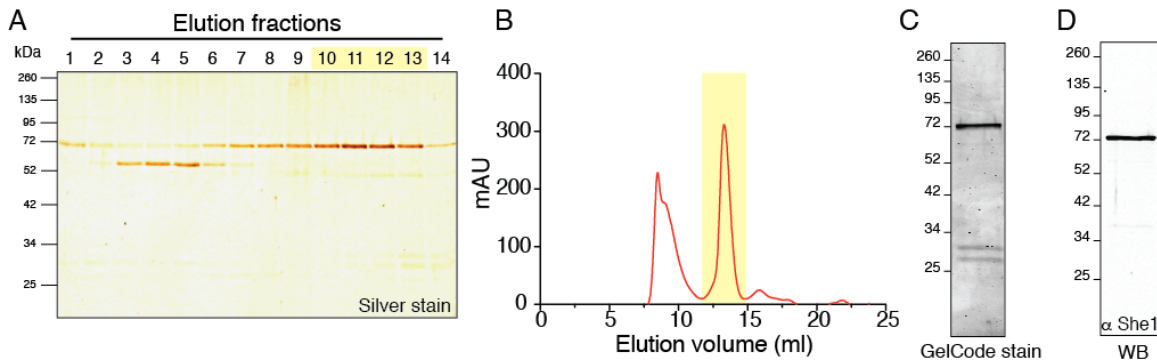 A
Elution fractions
kDa
1 2 3 4 5 6 7 8 9 10 11 12 13 14
260
135
95
72
52
42
34
25
Silver stain
B
400
300
200
100
0
mAU
0 5 10 15 20 25
Elution volume (ml)
C
260
135
95
72
52
42
34
25
GelCode stain
D
260
135
95
72
52
42
34
25
α She1
WB